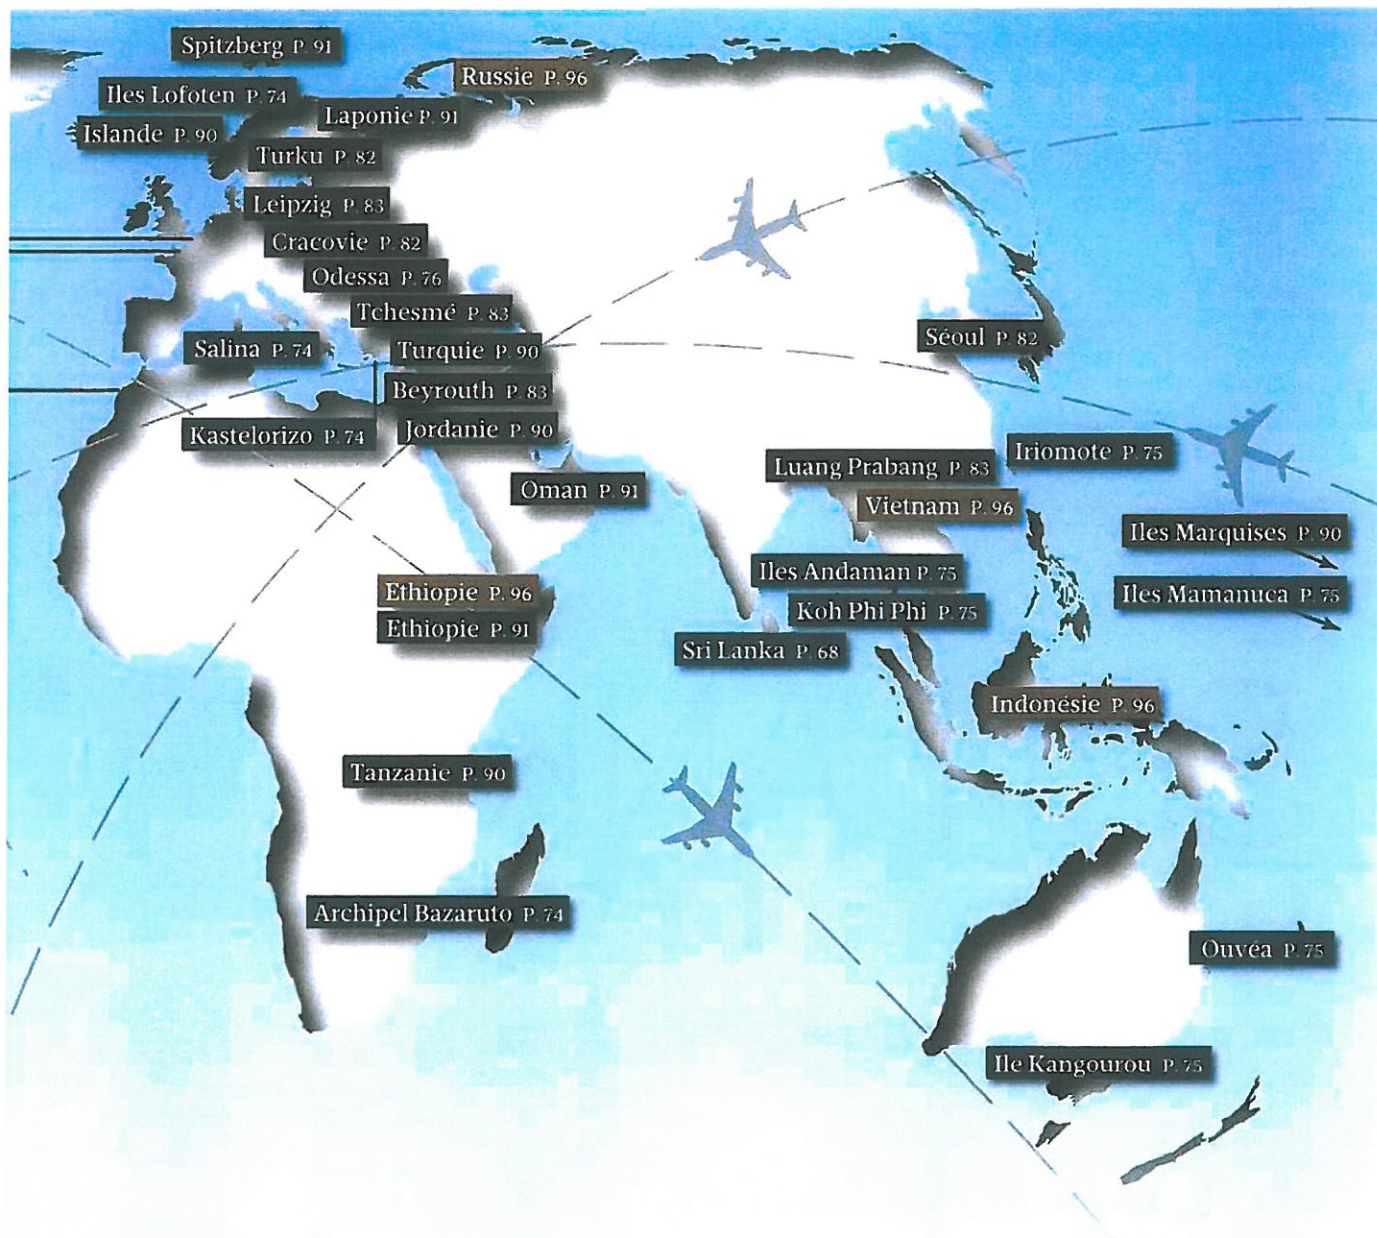 Spitzberg P. 91
Russie P. 96
Iles Lofoten P. 74
Laponie P. 91
Islande P. 90
Turku P. 82
Leipzig P. 83
Cracovie P. 82
Odessa P. 76
Tchesmé P. 83
Salina P. 74
Turquie P. 90
Séoul P. 82
Beyrouth P. 83
Kastelorizo P. 74
Jordanie P. 90
Iriomote P. 75
Luang Prabang P. 83
Oman P. 91
Vietnam P. 96
Iles Marquises P. 90
Iles Andaman P. 75
Ethiopie P. 96
Iles Mamanuca P. 75
Koh Phi Phi P. 75
Ethiopie P. 91
Sri Lanka P. 68
Indonésie P. 96
Tanzanie P. 90
Archipel Bazaruto P. 74
Ouvéa P. 75
Ile Kangourou P. 75